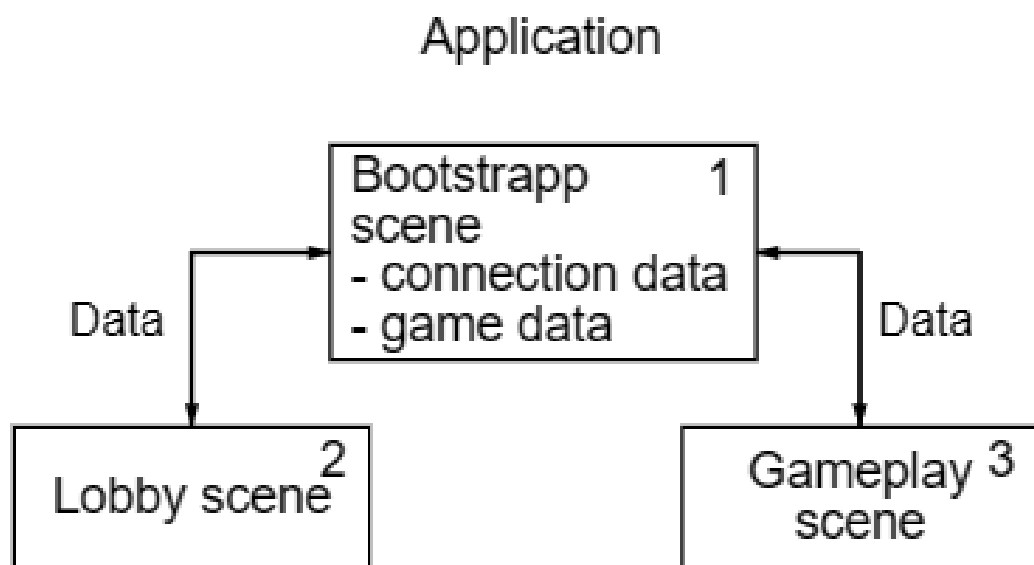 Application
Bootstrapp 1
scene
- connection data
- game data
Data
Data
2
Lobby scene
Gameplay 3
scene